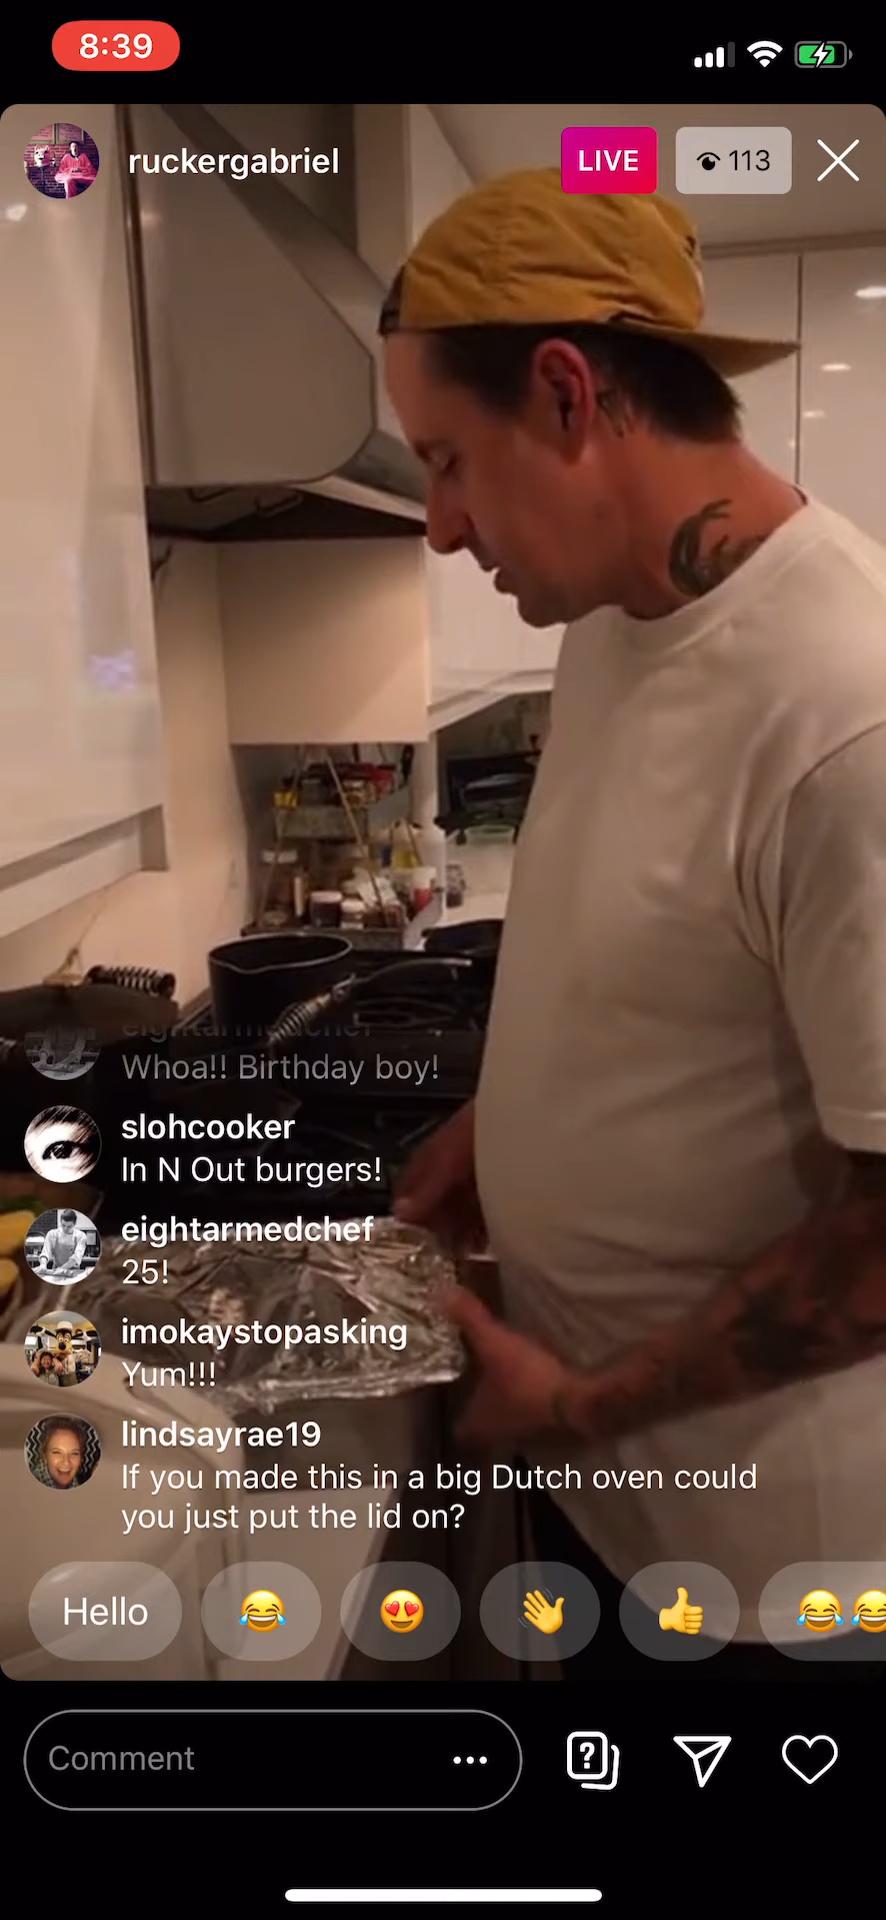 8:39
ruckergabriel
LIVE
113
eightarmedchef
Whoa!! Birthday boy!
slohcooker
In N Out burgers!
eightarmedchef
25!
imokaystopasking
Yum!!!
lindsayrae19
If you made this in a big Dutch oven could
you just put the lid on?
Hello
Comment